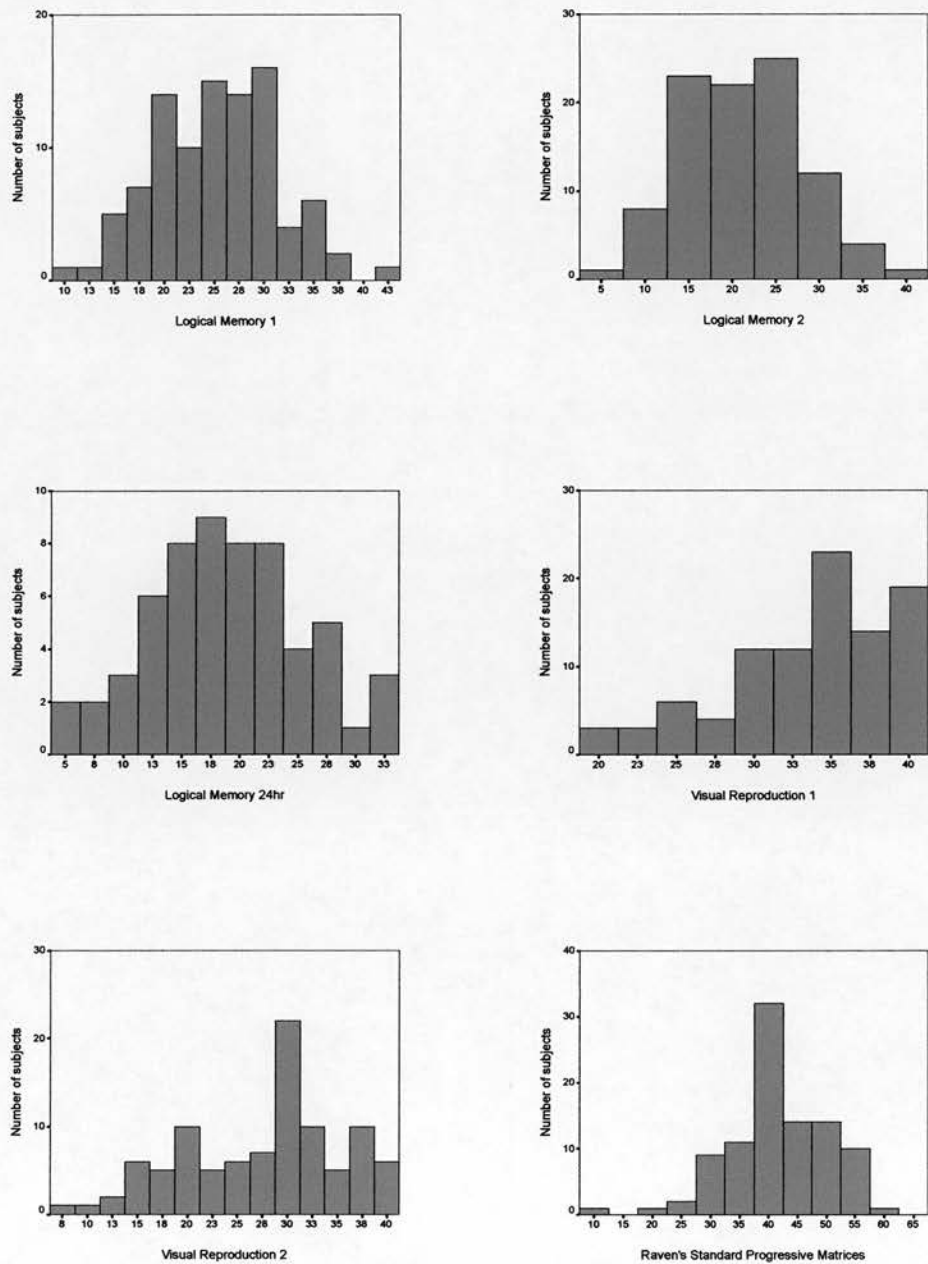 20
10
0
Number of subjects
10 13 15 18 20 23 25 28 30 33 35 38 40 43
Logical Memory 1
30
20
10
0
Number of subjects
5 10 15 20 25 30 35 40
Logical Memory 2
10
8
6
4
2
0
Number of subjects
5 8 10 13 15 18 20 23 25 28 30 33
Logical Memory 24hr
30
20
10
0
Number of subjects
20 23 25 28 30 33 35 38 40
Visual Reproduction 1
30
20
10
0
Number of subjects
8 10 13 15 18 20 23 25 28 30 33 35 38 40
Visual Reproduction 2
40
30
20
10
0
Number of subjects
10 15 20 25 30 35 40 45 50 55 60 65
Raven's Standard Progressive Matrices